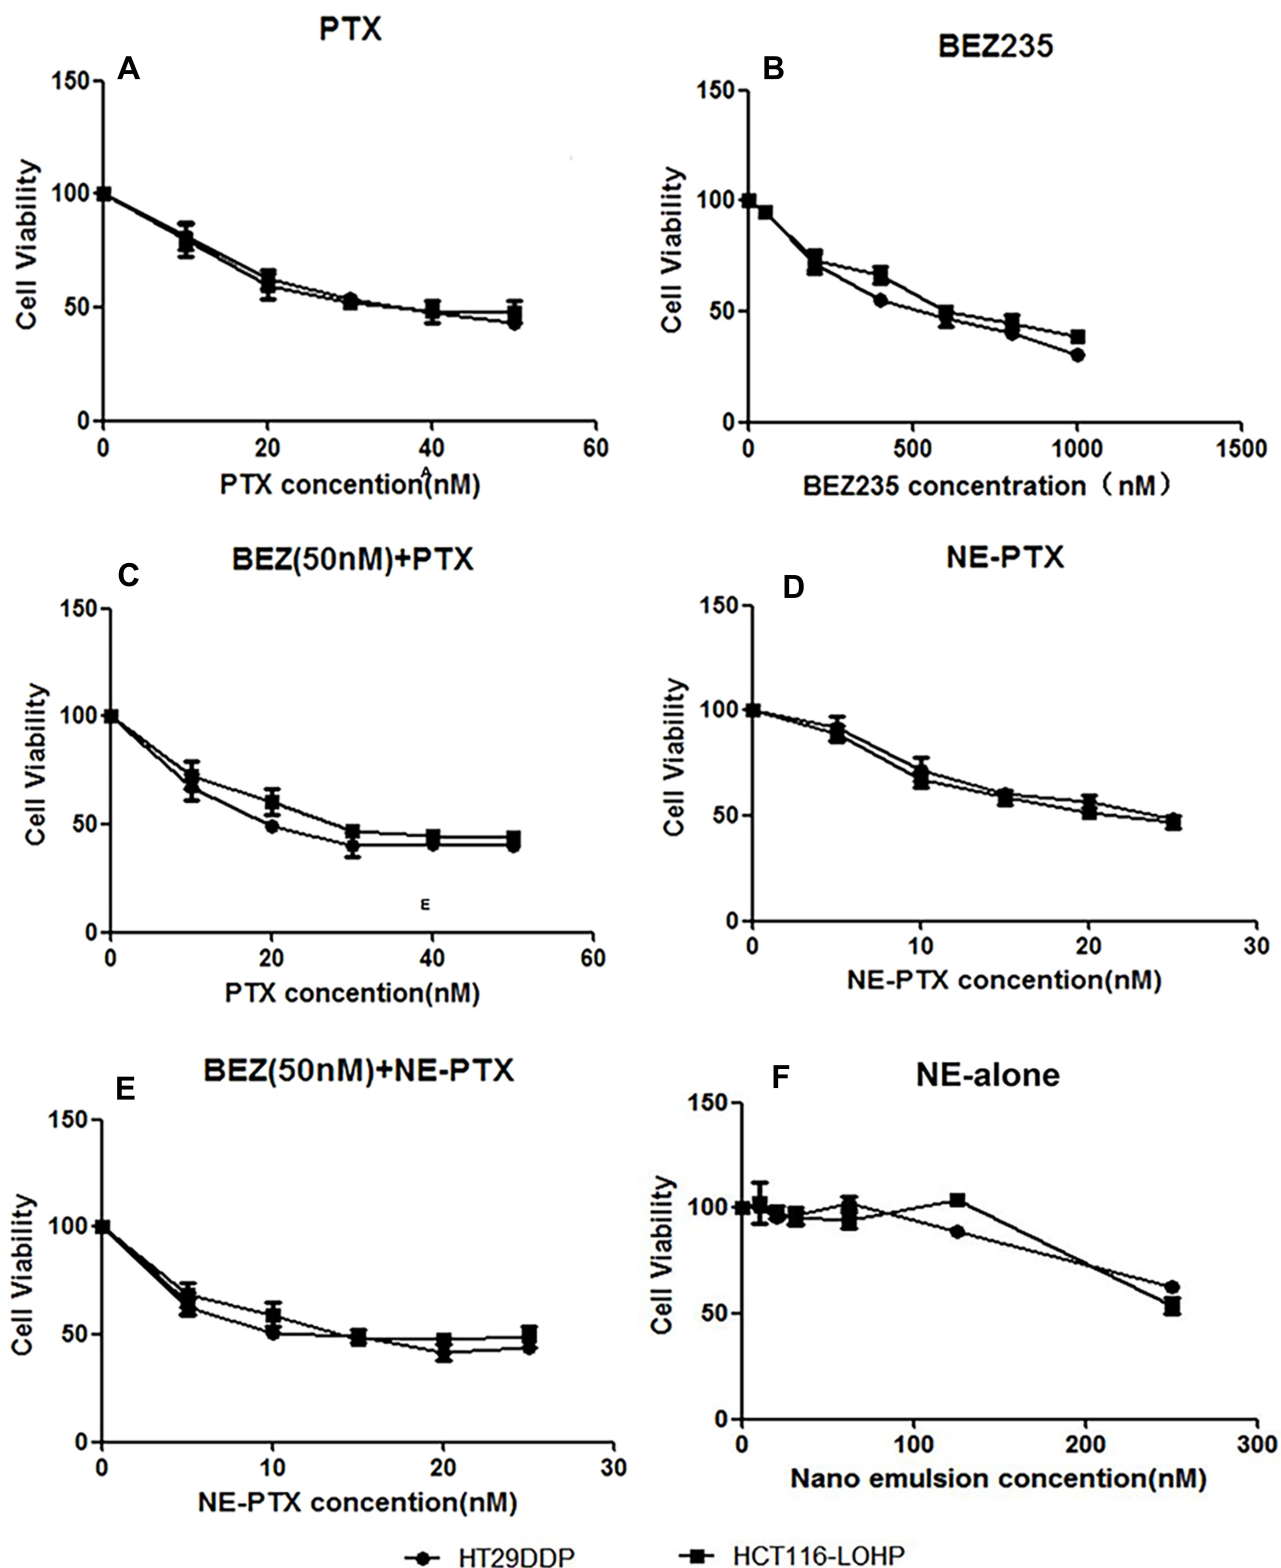 PTX
A
150
100
50
0
Cell Viability
0 20 40 60
A
PTX concention(nM)
BEZ235
B
150
100
50
0
Cell Viability
0 500 1000 1500
BEZ235 concentration（nM）
BEZ(50nM)+PTX
C
150
100
50
0
Cell Viability
E
0 20 40 60
PTX concention(nM)
NE-PTX
D
150
100
50
0
Cell Viability
0 10 20 30
NE-PTX concention(nM)
BEZ(50nM)+NE-PTX
E
150
100
50
0
Cell Viability
0 10 20 30
NE-PTX concention(nM)
NE-alone
F
150
100
50
0
Cell Viability
0 100 200 300
Nano emulsion concention(nM)
HT29DDP HCT116-LOHP